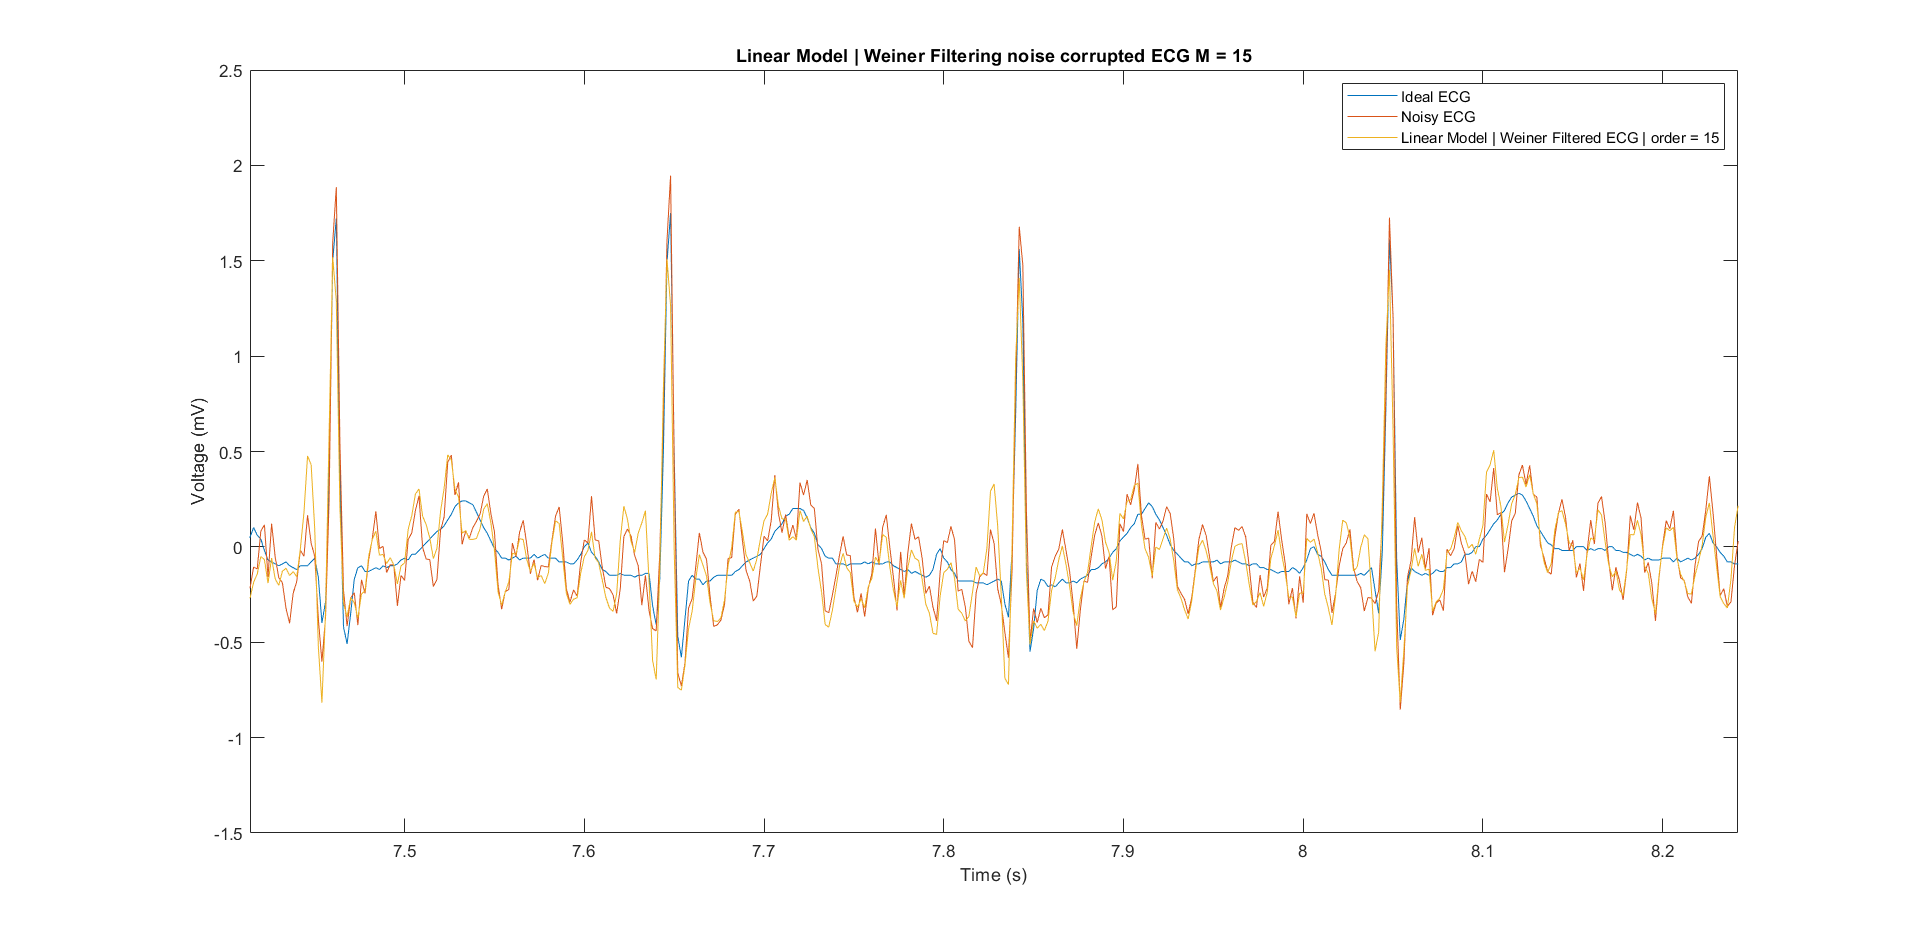 Linear Model | Weiner Filtering noise corrupted ECG M = 15
Ideal ECG
Noisy ECG
Linear Model | Weiner Filtered ECG | order = 15
2.5
2
1.5
1
0.5
0
-0.5
-1
-1.5
Voltage (mV)
7.5 7.6 7.7 7.8 7.9 8 8.1 8.2
Time (s)